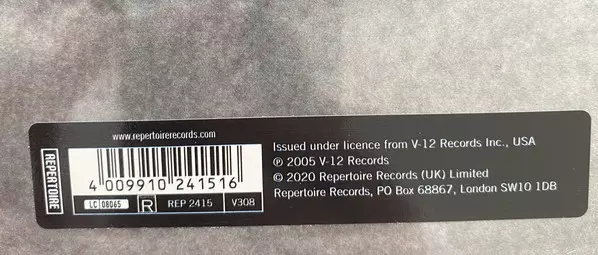 www.repertoirerecords.com
REPERTOIRE
4 009910 241516
LC 08065
R
REP 2415
V308
Issued under licence from V-12 Records Inc., USA
℗ 2005 V-12 Records
© 2020 Repertoire Records (UK) Limited
Repertoire Records, PO Box 68867, London SW10 1DB